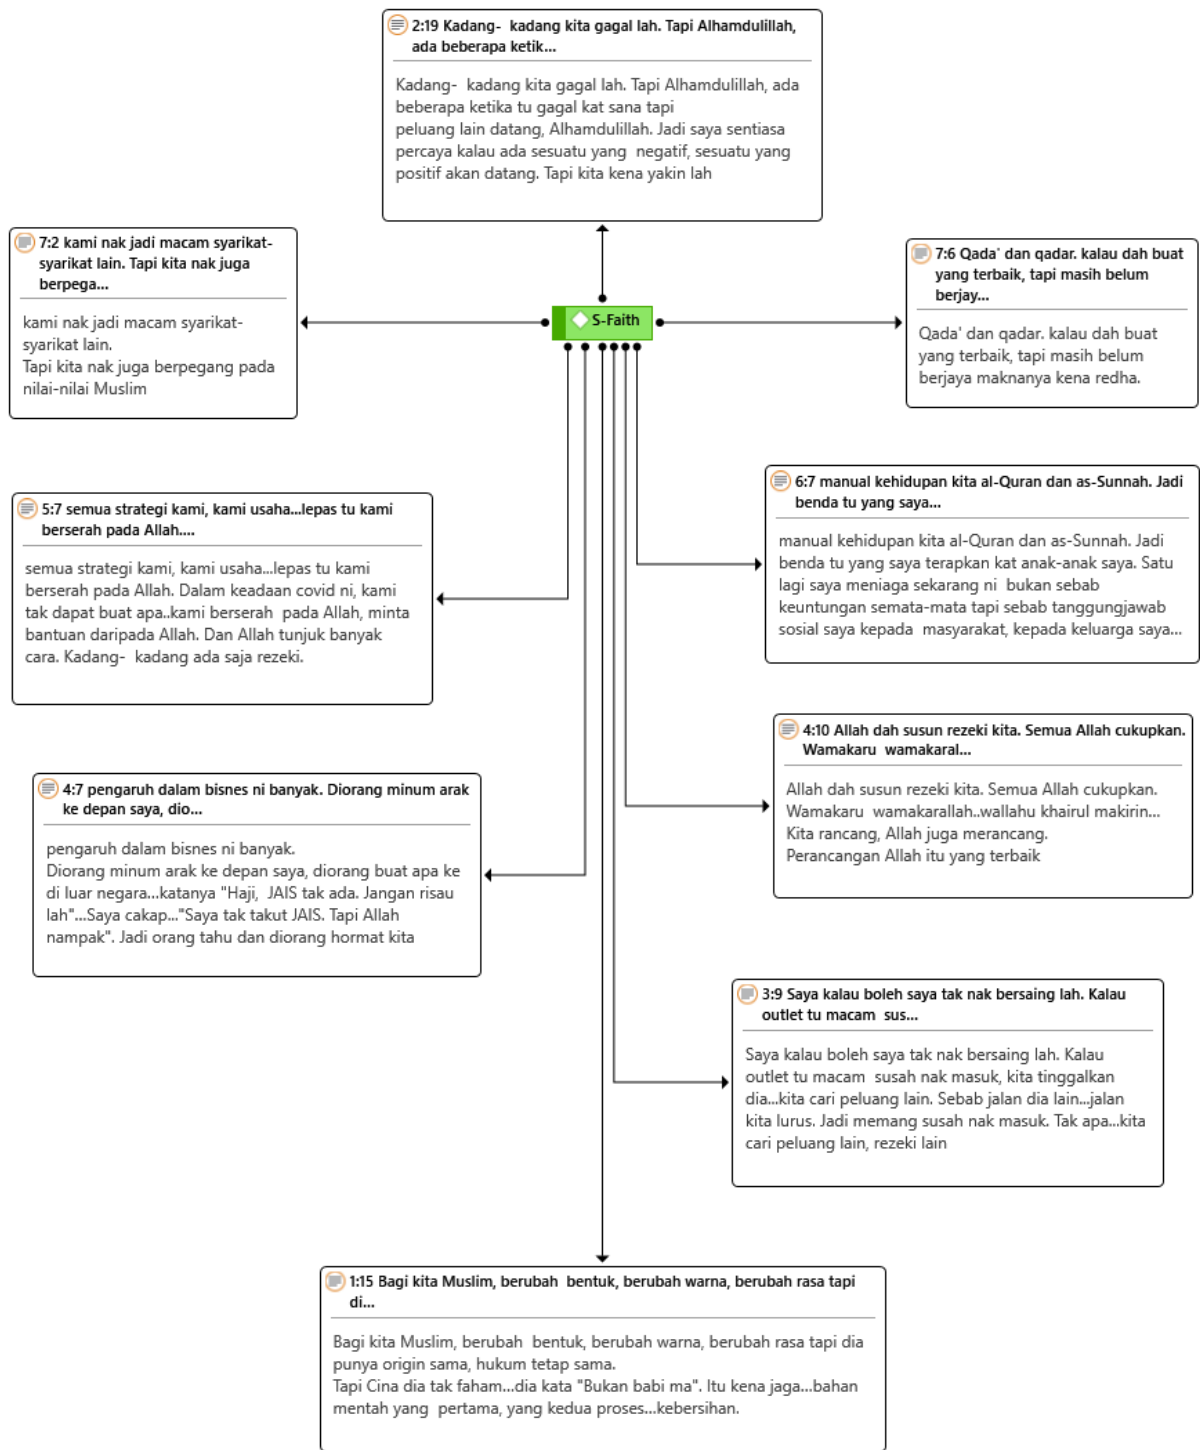 2:19 Kadang-  kadang kita gagal lah. Tapi Alhamdulillah,
ada beberapa ketik...
Kadang-  kadang kita gagal lah. Tapi Alhamdulillah, ada
beberapa ketika tu gagal kat sana tapi
peluang lain datang, Alhamdulillah. Jadi saya sentiasa
percaya kalau ada sesuatu yang  negatif, sesuatu yang
positif akan datang. Tapi kita kena yakin lah
7:2 kami nak jadi macam syarikat-
syarikat lain. Tapi kita nak juga
berpega...
kami nak jadi macam syarikat-
syarikat lain.
Tapi kita nak juga berpegang pada
nilai-nilai Muslim
S-Faith
7:6 Qada' dan qadar. kalau dah buat
yang terbaik, tapi masih belum
berjay...
Qada' dan qadar. kalau dah buat
yang terbaik, tapi masih belum
berjaya maknanya kena redha.
5:7 semua strategi kami, kami usaha...lepas tu kami
berserah pada Allah....
semua strategi kami, kami usaha...lepas tu kami
berserah pada Allah. Dalam keadaan covid ni, kami
tak dapat buat apa..kami berserah  pada Allah, minta
bantuan daripada Allah. Dan Allah tunjuk banyak
cara. Kadang-  kadang ada saja rezeki.
6:7 manual kehidupan kita al-Quran dan as-Sunnah. Jadi
benda tu yang saya...
manual kehidupan kita al-Quran dan as-Sunnah. Jadi
benda tu yang saya terapkan kat anak-anak saya. Satu
lagi saya meniaga sekarang ni  bukan sebab
keuntungan semata-mata tapi sebab tanggungjawab
sosial saya kepada  masyarakat, kepada keluarga saya...
4:10 Allah dah susun rezeki kita. Semua Allah cukupkan.
Wamakaru  wamakaral...
Allah dah susun rezeki kita. Semua Allah cukupkan.
Wamakaru  wamakarallah..wallahu khairul makirin...
Kita rancang, Allah juga merancang.
Perancangan Allah itu yang terbaik
4:7 pengaruh dalam bisnes ni banyak. Diorang minum arak
ke depan saya, dio...
pengaruh dalam bisnes ni banyak.
Diorang minum arak ke depan saya, diorang buat apa ke
di luar negara...katanya "Haji,  JAIS tak ada. Jangan risau
lah"...Saya cakap..."Saya tak takut JAIS. Tapi Allah
nampak". Jadi orang tahu dan diorang hormat kita
3:9 Saya kalau boleh saya tak nak bersaing lah. Kalau
outlet tu macam  sus...
Saya kalau boleh saya tak nak bersaing lah. Kalau
outlet tu macam  susah nak masuk, kita tinggalkan
dia...kita cari peluang lain. Sebab jalan dia lain...jalan
kita lurus. Jadi memang susah nak masuk. Tak apa...kita
cari peluang lain, rezeki lain
1:15 Bagi kita Muslim, berubah  bentuk, berubah warna, berubah rasa tapi
di...
Bagi kita Muslim, berubah  bentuk, berubah warna, berubah rasa tapi dia
punya origin sama, hukum tetap sama.
Tapi Cina dia tak faham...dia kata "Bukan babi ma". Itu kena jaga...bahan
mentah yang  pertama, yang kedua proses...kebersihan.